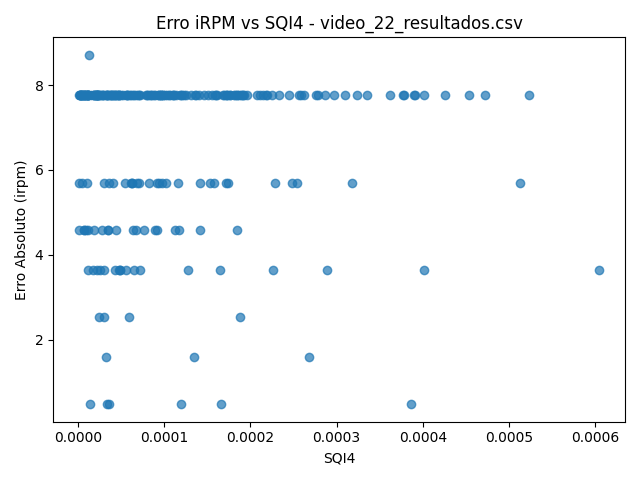 Erro iRPM vs SQI4 - video_22_resultados.csv
Erro Absoluto (irpm)
8
6
4
2
0.0000 0.0001 0.0002 0.0003 0.0004 0.0005 0.0006
SQI4